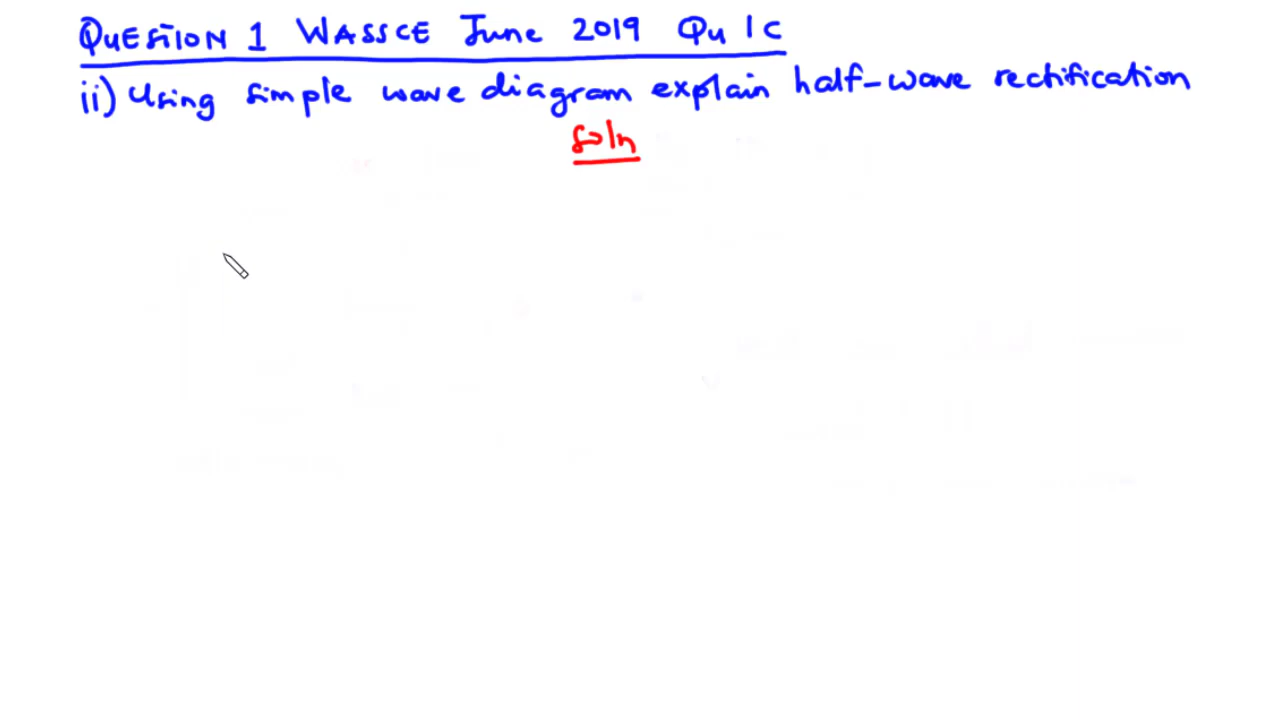 QUESTION 1 WASSCE June 2019 Qu 1c
ii) Using simple wave diagram explain half-wave rectification
soln